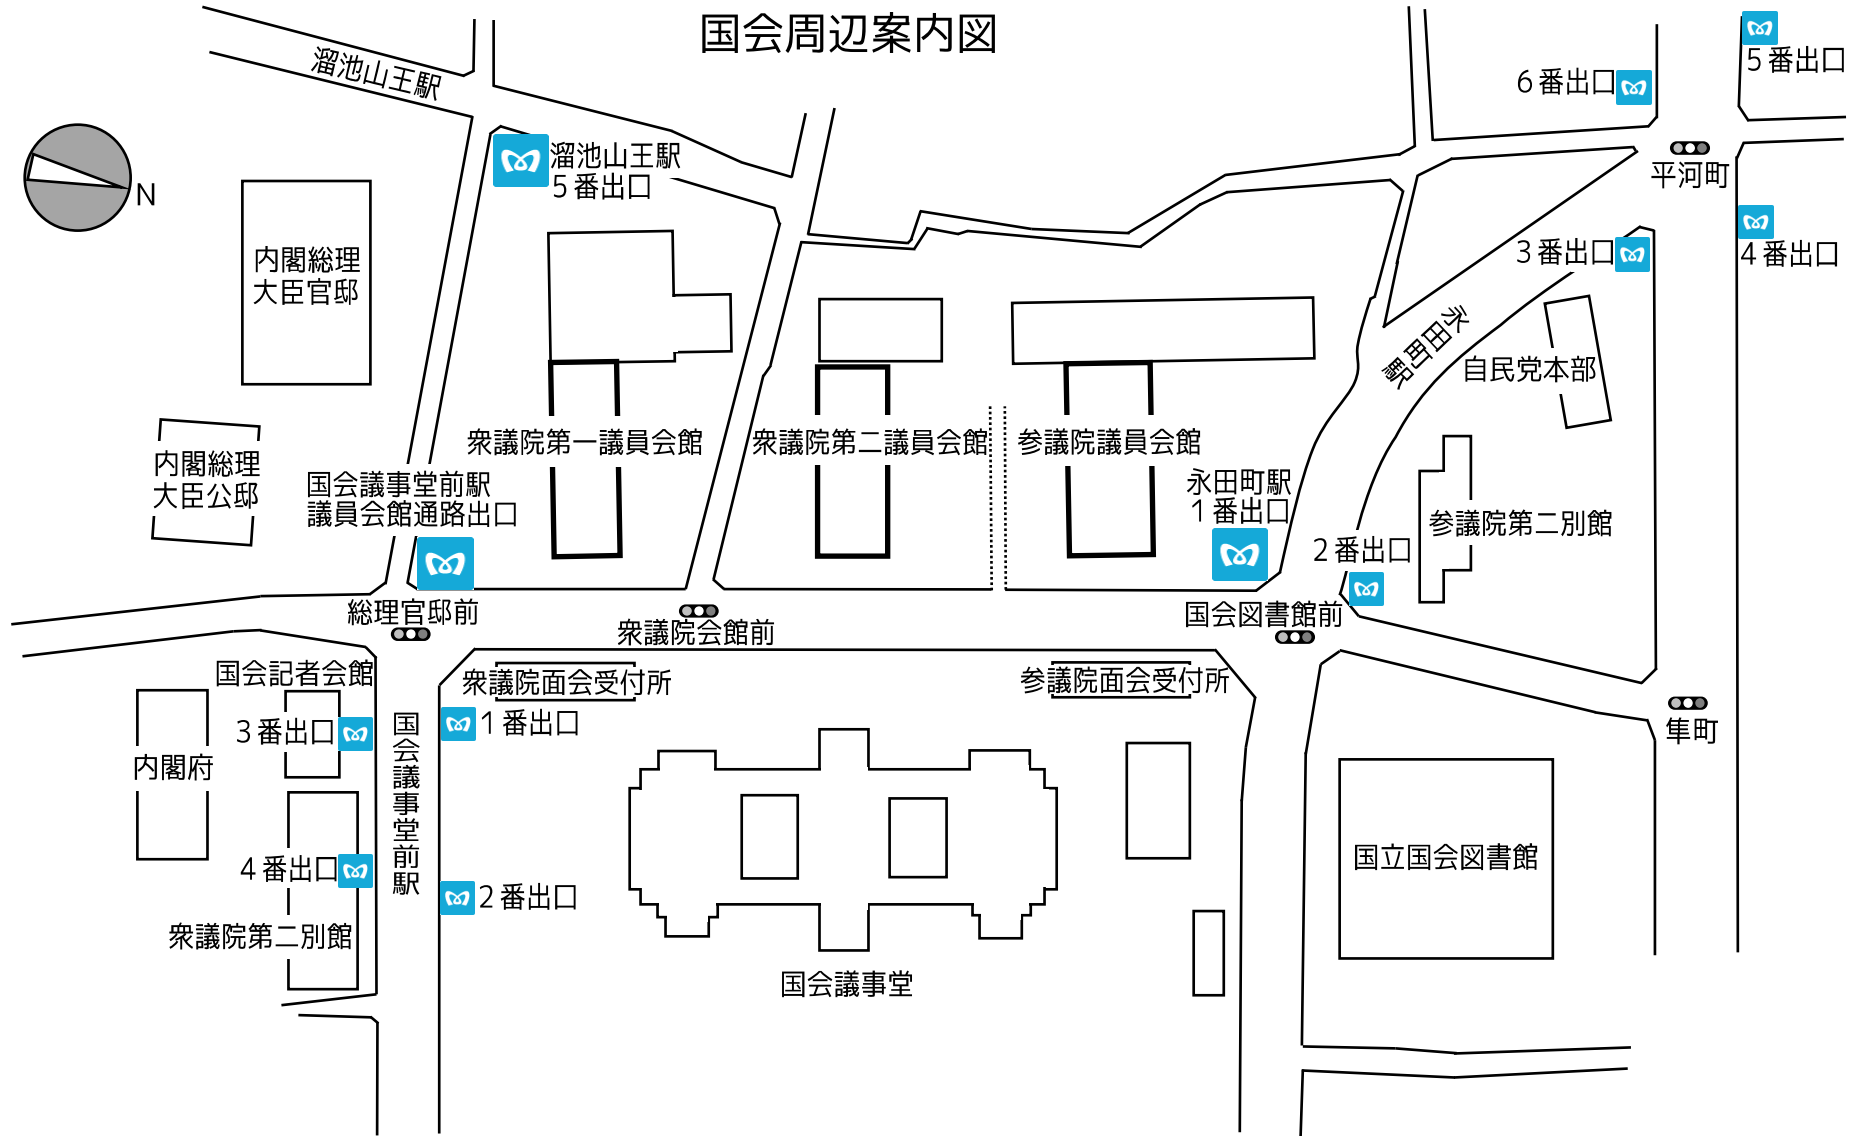 国会周辺案内図
溜池山王駅
5番出口
6番出口
平河町
溜池山王駅
5番出口
N
4番出口
3番出口
内閣総理
大臣官邸
永田町駅
自民党本部
衆議院第一議員会館
衆議院第二議員会館
参議院議員会館
内閣総理
大臣公邸
国会議事堂前駅
議員会館通路出口
永田町駅
1番出口
参議院第二別館
2番出口
総理官邸前
衆議院会館前
国会図書館前
国会記者会館
衆議院面会受付所
参議院面会受付所
隼町
3番出口
国会議事堂前駅
1番出口
内閣府
4番出口
2番出口
国立国会図書館
衆議院第二別館
国会議事堂